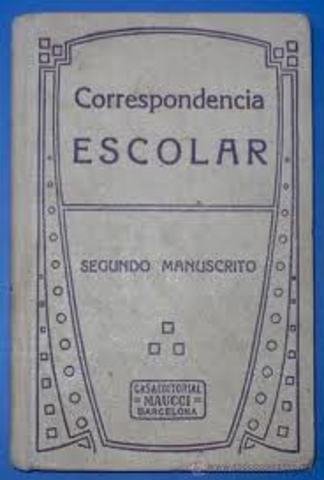 Correspondencia
ESCOLAR
SEGUNDO MANUSCRITO
CASA EDITORIAL
MAUCCI
BARCELONA